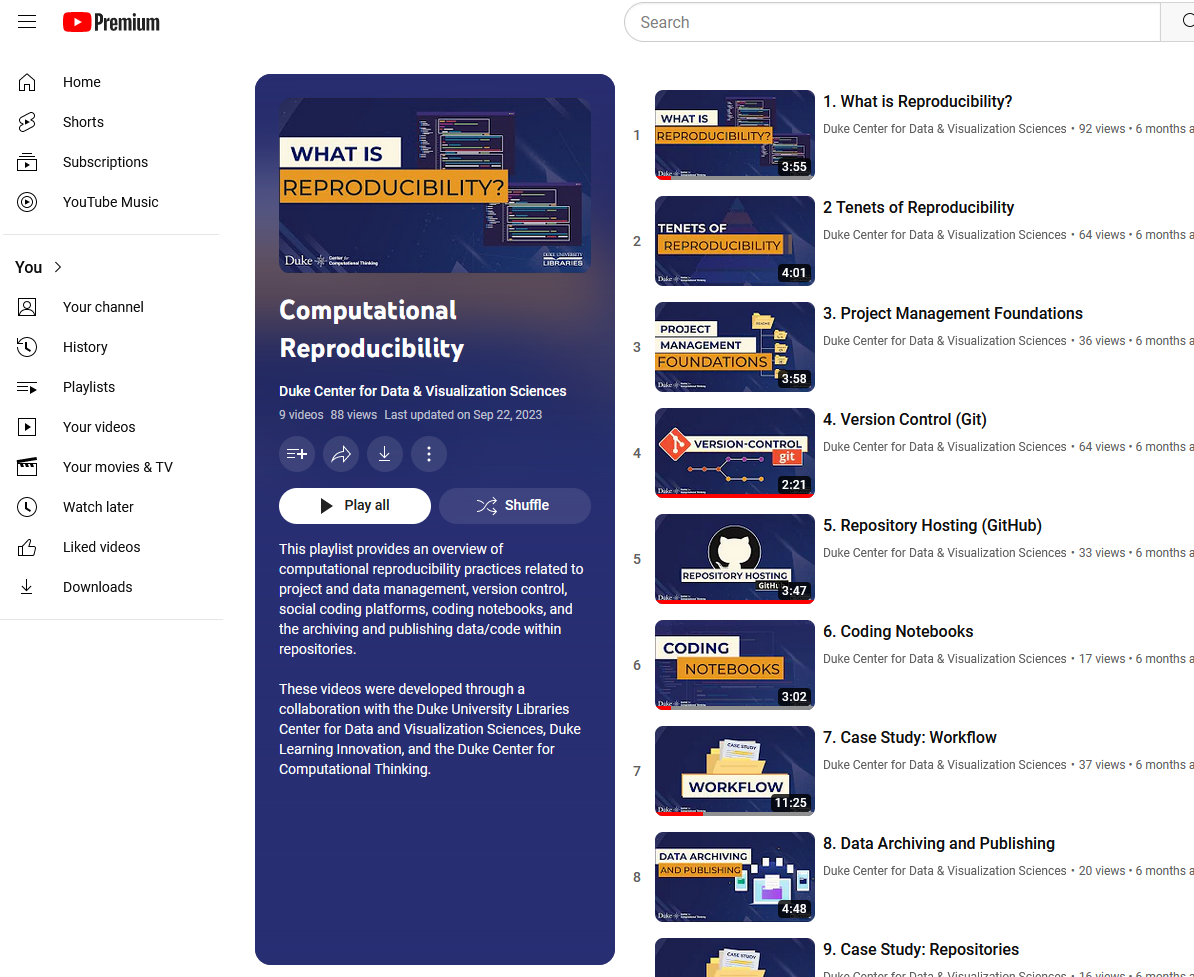 Premium
Search
Home
Shorts
Subscriptions
YouTube Music
You
Your channel
History
Playlists
Your videos
Your movies & TV
Watch later
Liked videos
Downloads
WHAT IS
REPRODUCIBILITY?
Duke Center for Computational Thinking
DUKE UNIVERSITY
LIBRARIES
Computational
Reproducibility
Duke Center for Data & Visualization Sciences
9 videos 88 views Last updated on Sep 22, 2023
Play all
Shuffle
This playlist provides an overview of
computational reproducibility practices related to
project and data management, version control,
social coding platforms, coding notebooks, and
the archiving and publishing data/code within
repositories.
These videos were developed through a
collaboration with the Duke University Libraries
Center for Data and Visualization Sciences, Duke
Learning Innovation, and the Duke Center for
Computational Thinking.
1
WHAT IS
REPRODUCIBILITY?
Duke
3:55
1. What is Reproducibility?
Duke Center for Data & Visualization Sciences • 92 views • 6 months a
2
TENETS OF
REPRODUCIBILITY
Duke
4:01
2 Tenets of Reproducibility
Duke Center for Data & Visualization Sciences • 64 views • 6 months a
3
PROJECT
MANAGEMENT
FOUNDATIONS
README
Duke
3:58
3. Project Management Foundations
Duke Center for Data & Visualization Sciences • 36 views • 6 months a
4
VERSION-CONTROL
git
Duke
2:21
4. Version Control (Git)
Duke Center for Data & Visualization Sciences • 64 views • 6 months a
5
REPOSITORY HOSTING
Duke
3:47
5. Repository Hosting (GitHub)
Duke Center for Data & Visualization Sciences • 33 views • 6 months a
6
CODING
NOTEBOOKS
Duke
3:02
6. Coding Notebooks
Duke Center for Data & Visualization Sciences • 17 views • 6 months a
7
CASE STUDY
WORKFLOW
Duke
11:25
7. Case Study: Workflow
Duke Center for Data & Visualization Sciences • 37 views • 6 months a
8
DATA ARCHIVING
AND PUBLISHING
Duke
4:48
8. Data Archiving and Publishing
Duke Center for Data & Visualization Sciences • 20 views • 6 months a
CASE STUDY
9. Case Study: Repositories
Duke Center for Data & Visualization Sciences • 16 views • 6 months a